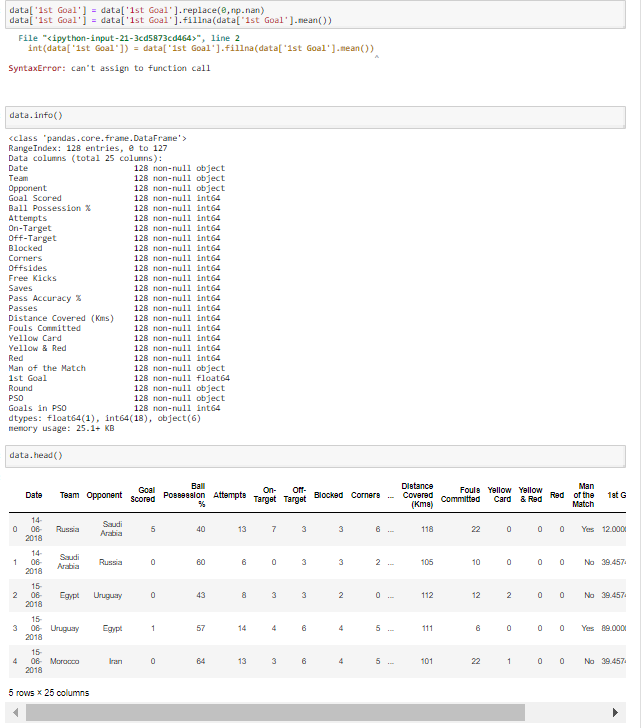 data['1st Goal'] = data['1st Goal'].replace(0,np.nan)
data['1st Goal'] = data['1st Goal'].fillna(data['1st Goal'].mean())
File "<ipython-input-21-3cd5873cd464>", line 2
int(data['1st Goal']) = data['1st Goal'].fillna(data['1st Goal'].mean())
^
SyntaxError: can't assign to function call
data.info()
<class 'pandas.core.frame.DataFrame'>
RangeIndex: 128 entries, 0 to 127
Data columns (total 25 columns):
Date 128 non-null object
Team 128 non-null object
Opponent 128 non-null object
Goal Scored 128 non-null int64
Ball Possession % 128 non-null int64
Attempts 128 non-null int64
On-Target 128 non-null int64
Off-Target 128 non-null int64
Blocked 128 non-null int64
Corners 128 non-null int64
Offsides 128 non-null int64
Free Kicks 128 non-null int64
Saves 128 non-null int64
Pass Accuracy % 128 non-null int64
Passes 128 non-null int64
Distance Covered (Kms) 128 non-null int64
Fouls Committed 128 non-null int64
Yellow Card 128 non-null int64
Yellow & Red 128 non-null int64
Red 128 non-null int64
Man of the Match 128 non-null object
1st Goal 128 non-null float64
Round 128 non-null object
PSO 128 non-null object
Goals in PSO 128 non-null int64
dtypes: float64(1), int64(18), object(6)
memory usage: 25.1+ KB
data.head()
Date Team Opponent Goal Scored Ball Possession % Attempts On-Target Off-Target Blocked Corners ... Distance Covered (Kms) Fouls Committed Yellow Card Yellow & Red Red Man of the Match 1st G
0 14-06-2018 Russia Saudi Arabia 5 40 13 7 3 3 6 ... 118 22 0 0 0 Yes 12.000
1 14-06-2018 Saudi Arabia Russia 0 60 6 0 3 3 2 ... 105 10 0 0 0 No 39.457
2 15-06-2018 Egypt Uruguay 0 43 8 3 3 2 0 ... 112 12 2 0 0 No 39.457
3 15-06-2018 Uruguay Egypt 1 57 14 4 6 4 5 ... 111 6 0 0 0 Yes 89.000
4 15-06-2018 Morocco Iran 0 64 13 3 6 4 5 ... 101 22 1 0 0 No 39.457
5 rows × 25 columns